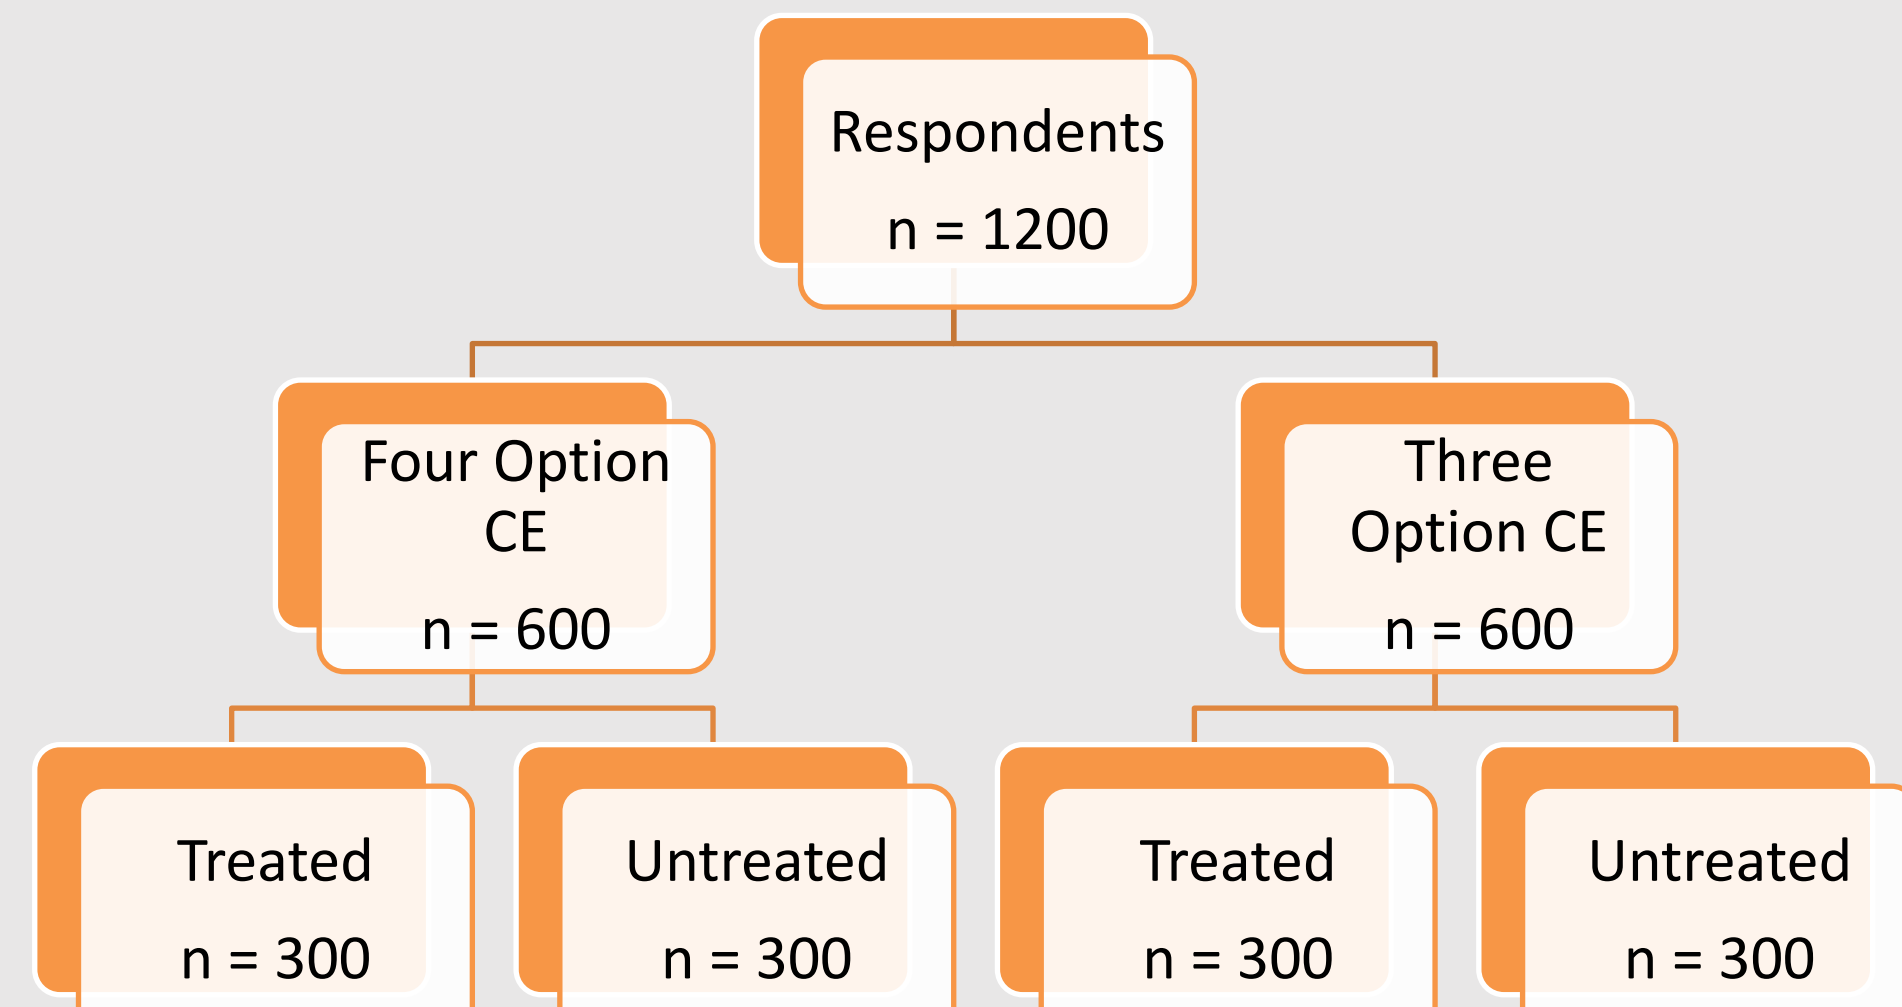 Respondents
n = 1200
Four Option
CE
n = 600
Three
Option CE
n = 600
Treated
n = 300
Untreated
n = 300
Treated
n = 300
Untreated
n = 300